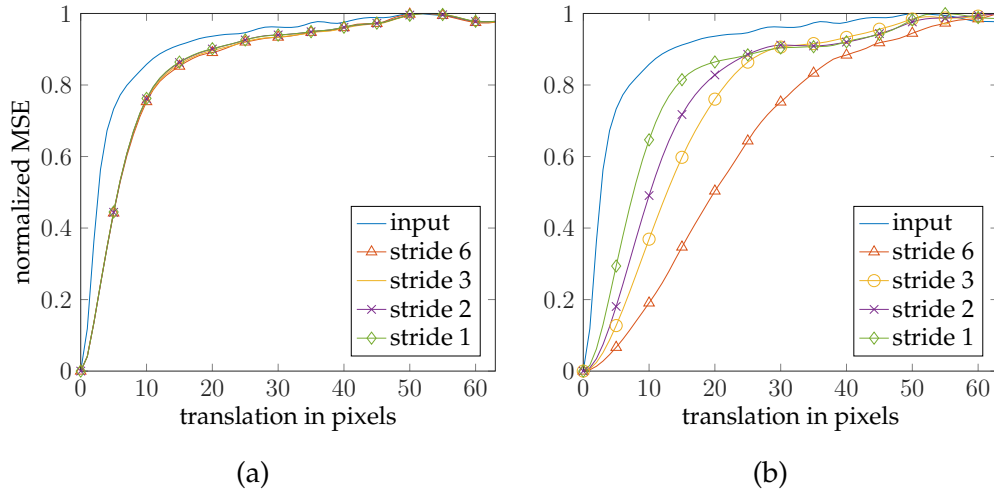 normalized MSE
1
0.8
0.6
0.4
0.2
0
0 10 20 30 40 50 60
translation in pixels
input
stride 6
stride 3
stride 2
stride 1
(a)
1
0.8
0.6
0.4
0.2
0
0 10 20 30 40 50 60
translation in pixels
input
stride 6
stride 3
stride 2
stride 1
(b)